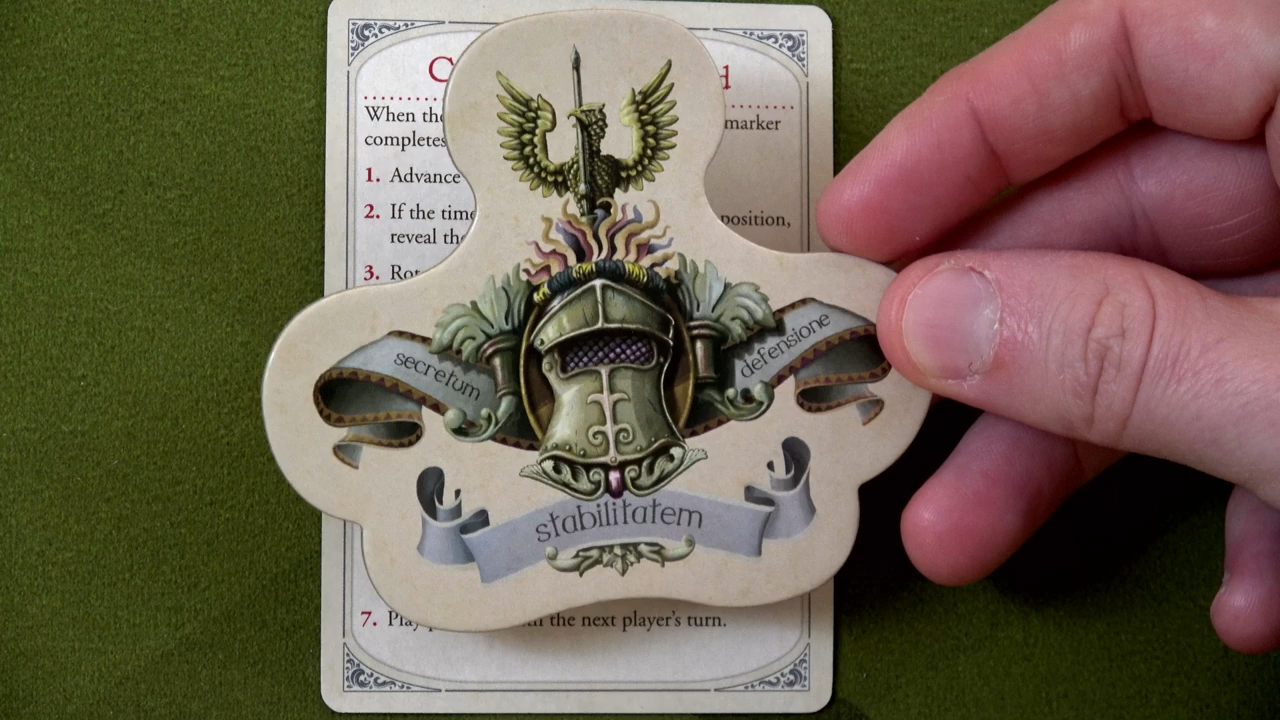 When the
marker
completes
1. Advance
2. If the time
position,
reveal the
3.
secretum
defensione
stabilitatem
7. the next player's turn.